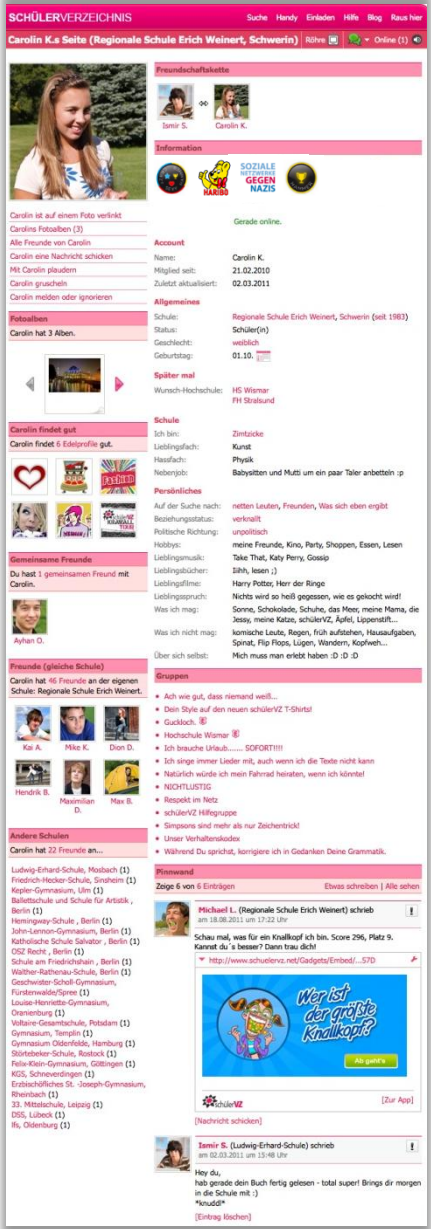 SCHÜLERVERZEICHNIS
Suche Handy Einladen Hilfe Blog Raus hier
Carolin K.s Seite (Regionale Schule Erich Weinert, Schwerin)
Röhre
Online (1)
Carolin ist auf einem Foto verlinkt
Carolins Fotoalben (3)
Alle Freunde von Carolin
Carolin eine Nachricht schicken
Mit Carolin plaudern
Carolin gruscheln
Carolin melden oder ignorieren
Fotoalben
Carolin hat 3 Alben.
Carolin findet gut
Carolin findet 6 Edelprofile gut.
Fashion
Gemeinsame Freunde
Du hast 1 gemeinsamen Freund mit
Carolin.
Ayhan O.
Freunde (gleiche Schule)
Carolin hat 46 Freunde an der eigenen
Schule: Regionale Schule Erich Weinert.
Kai A. Mike K. Dion D.
Hendrik B. Maximilian
D. Max B.
Andere Schulen
Carolin hat 22 Freunde an...
Ludwig-Erhard-Schule, Mosbach (1)
Friedrich-Hecker-Schule, Sinsheim (1)
Kepler-Gymnasium, Ulm (1)
Ballettschule und Schule für Artistik ,
Berlin (1)
Hemingway-Schule , Berlin (1)
John-Lennon-Gymnasium, Berlin (1)
Katholische Schule Salvator , Berlin (1)
OSZ Recht , Berlin (1)
Schule am Friedrichshain , Berlin (1)
Walther-Rathenau-Schule, Berlin (1)
Geschwister-Scholl-Gymnasium,
Fürstenwalde/Spree (1)
Louise-Henriette-Gymnasium,
Oranienburg (1)
Voltaire-Gesamtschule, Potsdam (1)
Gymnasium, Templin (1)
Gymnasium Oldenfelde, Hamburg (1)
Störtebeker-Schule, Rostock (1)
Felix-Klein-Gymnasium, Göttingen (1)
KGS, Schneverdingen (1)
Erzbischöfliches St. -Joseph-Gymnasium,
Rheinbach (1)
33. Mittelschule, Leipzig (1)
DSS, Lübeck (1)
Ifs, Oldenburg (1)
Freundschaftskette
Ismir S. Carolin K.
Information
HARIBO
SOZIALE
NETZWERKE
GEGEN
NAZIS
Gerade online.
Account
Name: Carolin K.
Mitglied seit: 21.02.2010
Zuletzt aktualisiert: 02.03.2011
Allgemeines
Schule: Regionale Schule Erich Weinert, Schwerin (seit 1983)
Status: Schüler(in)
Geschlecht: weiblich
Geburtstag: 01.10.
Später mal
Wunsch-Hochschule: HS Wismar
FH Stralsund
Schule
Ich bin: Zimtzicke
Lieblingsfach: Kunst
Hassfach: Physik
Nebenjob: Babysitten und Mutti um ein paar Taler anbetteln :p
Persönliches
Auf der Suche nach: netten Leuten, Freunden, Was sich eben ergibt
Beziehungsstatus: verknallt
Politische Richtung: unpolitisch
Hobbys: meine Freunde, Kino, Party, Shoppen, Essen, Lesen
Lieblingsmusik: Take That, Katy Perry, Gossip
Lieblingsbücher: Iiihh, lesen ;)
Lieblingsfilme: Harry Potter, Herr der Ringe
Lieblingsspruch: Nichts wird so heiß gegessen, wie es gekocht wird!
Was ich mag: Sonne, Schokolade, Schuhe, das Meer, meine Mama, die
Jessy, meine Katze, schülerVZ, Äpfel, Lippenstift...
Was ich nicht mag: komische Leute, Regen, früh aufstehen, Hausaufgaben,
Spinat, Flip Flops, Lügen, Wandern, Kopfweh...
Über sich selbst: Mich muss man erlebt haben :D :D :D
Gruppen
Ach wie gut, dass niemand weiß...
Dein Style auf den neuen schülerVZ T-Shirts!
Guckloch.
Hochschule Wismar
Ich brauche Urlaub....... SOFORT!!!!
Ich singe immer Lieder mit, auch wenn ich die Texte nicht kann
Natürlich würde ich mein Fahrrad heiraten, wenn ich könnte!
NICHTLUSTIG
Respekt im Netz
schülerVZ Hilfegruppe
Simpsons sind mehr als nur Zeichentrick!
Unser Verhaltenskodex
Während Du sprichst, korrigiere ich in Gedanken Deine Grammatik.
Pinnwand
Zeige 6 von 6 Einträgen Etwas schreiben | Alle sehen
Michael L. (Regionale Schule Erich Weinert) schrieb
am 18.08.2011 um 17:22 Uhr
Schau mal, was für ein Knallkopf ich bin. Score 296, Platz 9.
Kannst du´s besser? Dann trau dich!
http://www.schuelervz.net/Gadgets/Embed/...57D
Wer ist
der größte
Knallkopf?
Ab geht's
schülerVZ
[Zur App]
[Nachricht schicken]
Ismir S. (Ludwig-Erhard-Schule) schrieb
am 02.03.2011 um 15:48 Uhr
Hey du,
hab gerade dein Buch fertig gelesen - total super! Brings dir morgen
in die Schule mit :)
*knuddl*
[Eintrag löschen]